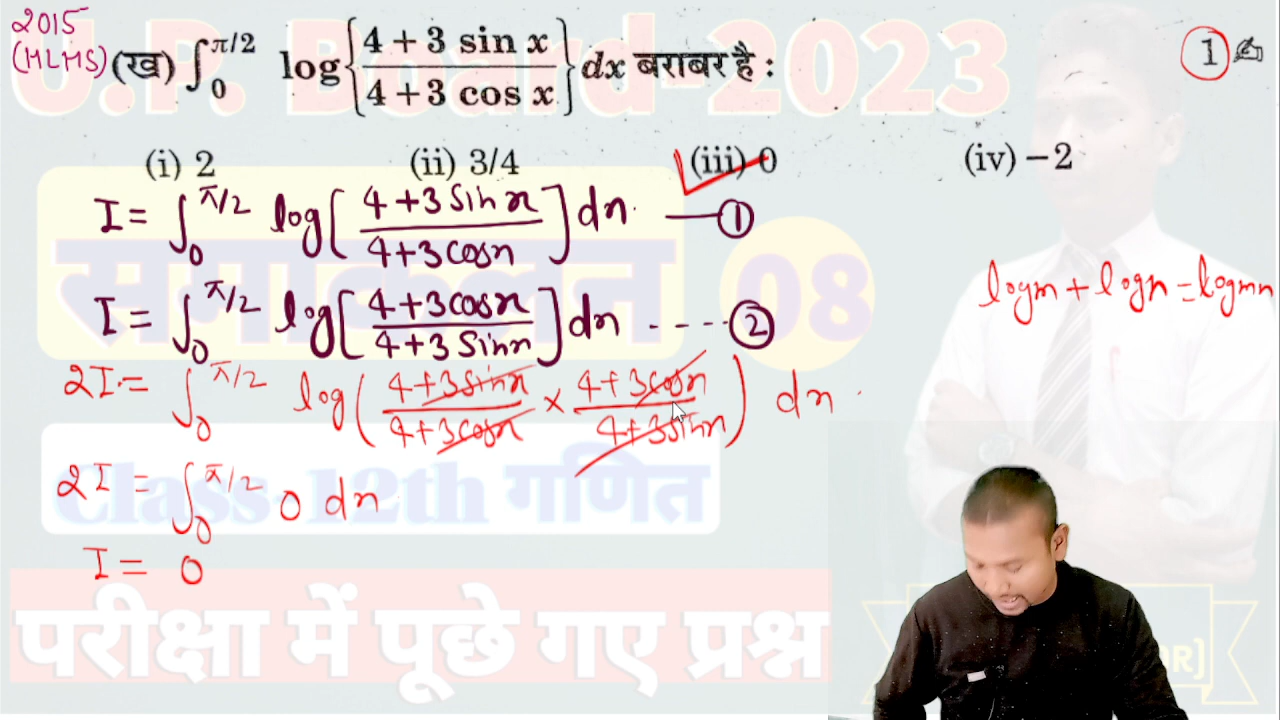 2015
(MLMS)
(ख) ∫₀^{π/2} log{(4 + 3 sin x)/(4 + 3 cos x)} dx बराबर है :
1
(i) 2 (ii) 3/4 (iii) 0 (iv) −2
I = ∫₀^{π/2} log[(4+3 sin x)/(4+3 cos x)] dx. —— 1
I = ∫₀^{π/2} log[(4+3 cos x)/(4+3 sin x)] dx - - - - 2
log m + log n = log mn
2I = ∫₀^{π/2} log((4+3 sin x)/(4+3 cos x) × (4+3 cos x)/(4+3 sin x)) dx.
2I = ∫₀^{π/2} 0 dx.
I = 0
U.P. Board-2023
समाकलन 08
Class-12th गणित
परीक्षा में पूछे गए प्रश्न